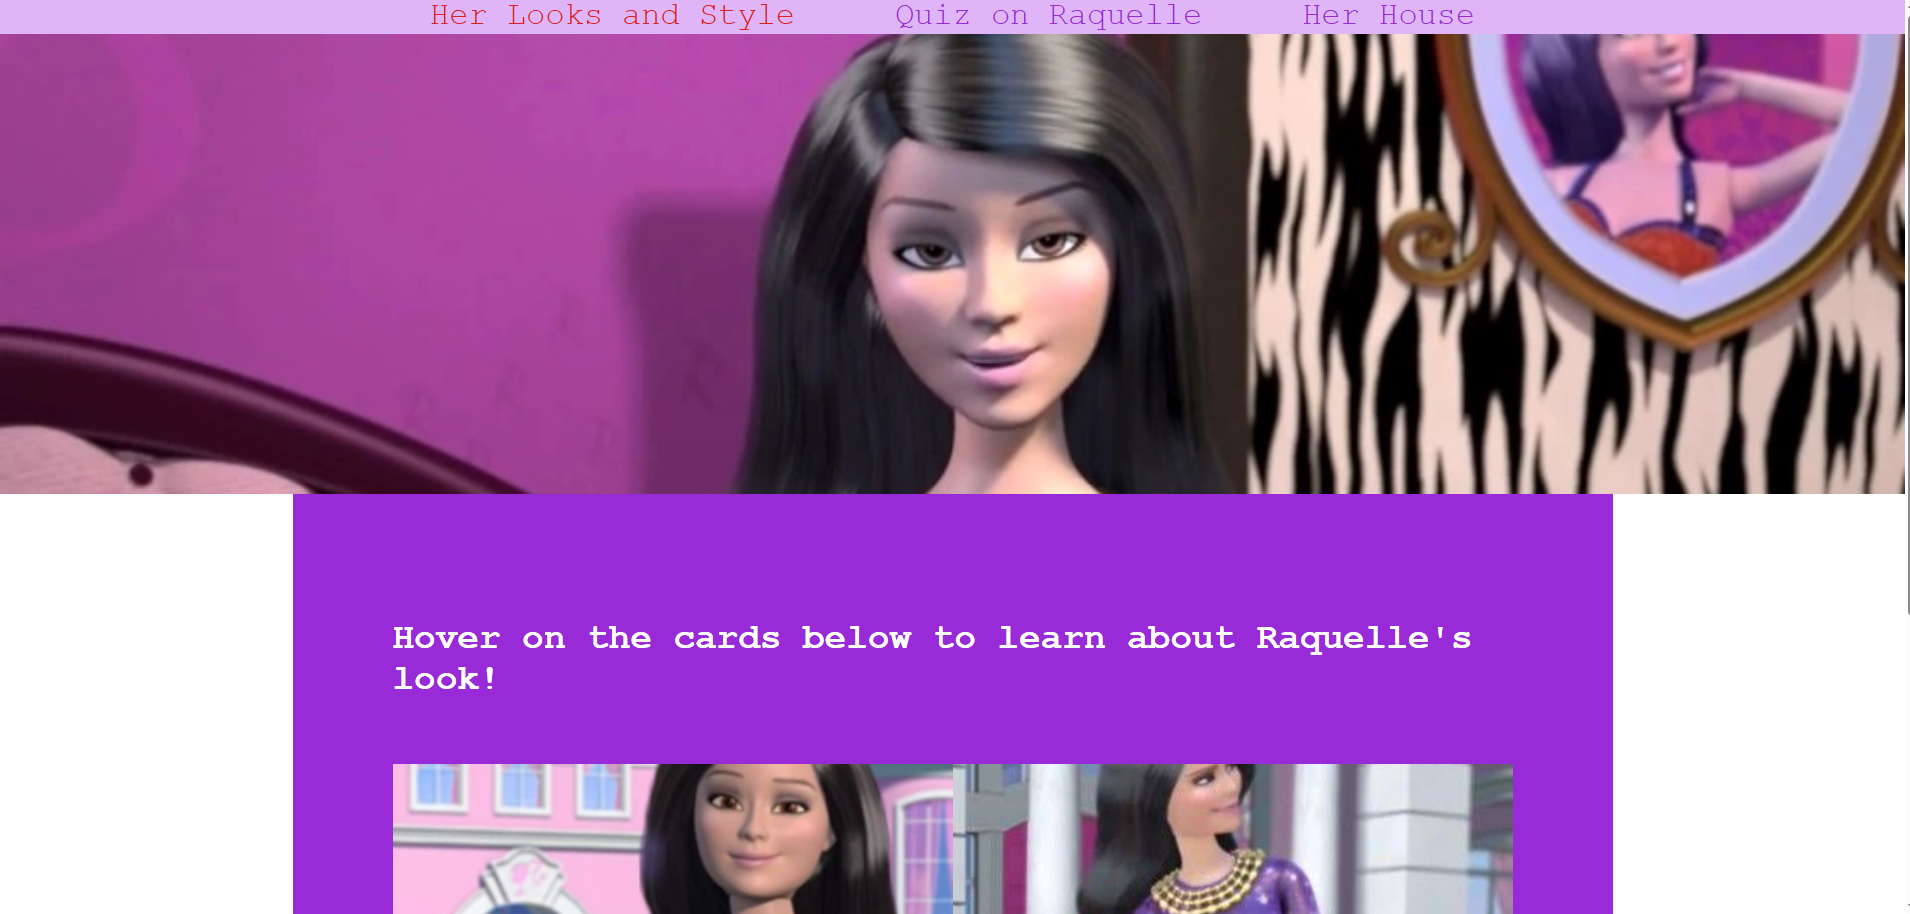 Her Looks and Style Quiz on Raquelle Her House
Hover on the cards below to learn about Raquelle's
look!